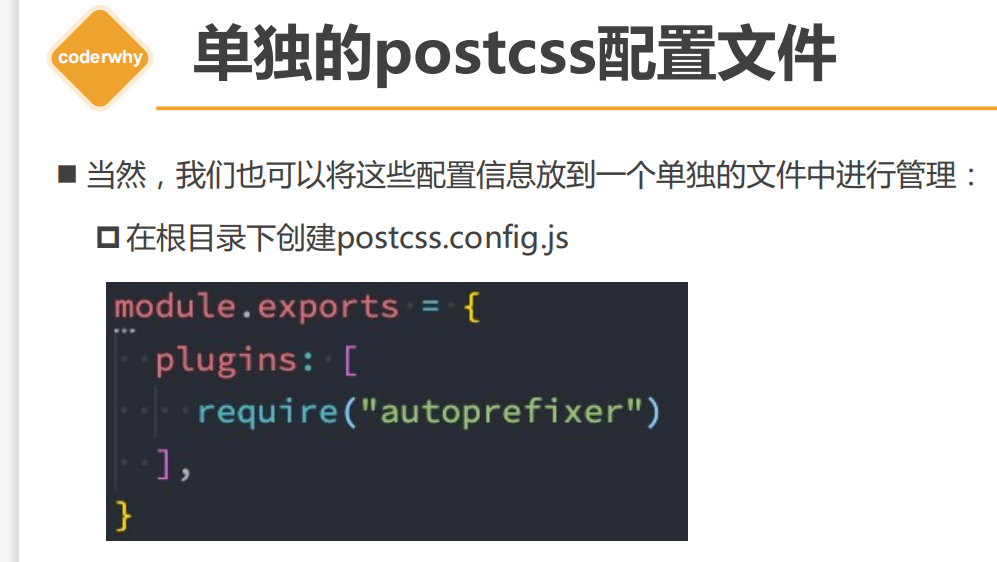 coderwhy
单独的postcss配置文件
当然，我们也可以将这些配置信息放到一个单独的文件中进行管理：
在根目录下创建postcss.config.js
module.exports = {
  plugins: [
    require("autoprefixer")
  ],
}